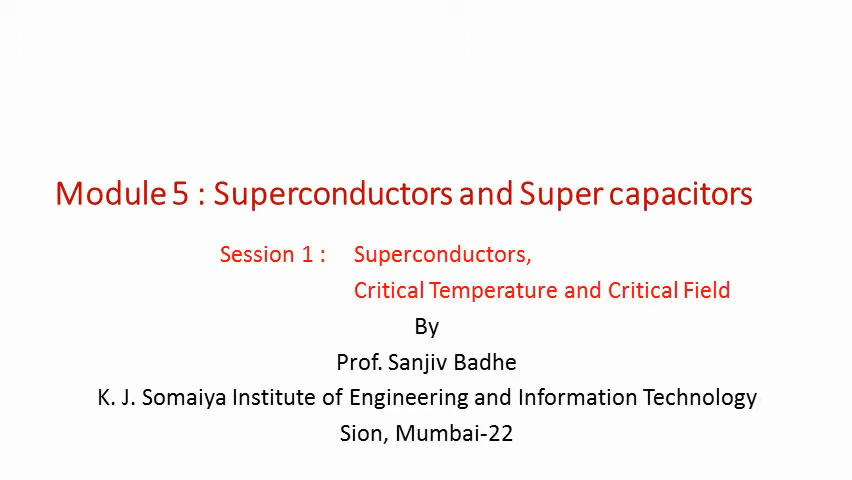 Module 5 : Superconductors and Super capacitors
Session 1 : Superconductors,
Critical Temperature and Critical Field
By
Prof. Sanjiv Badhe
K. J. Somaiya Institute of Engineering and Information Technology
Sion, Mumbai-22